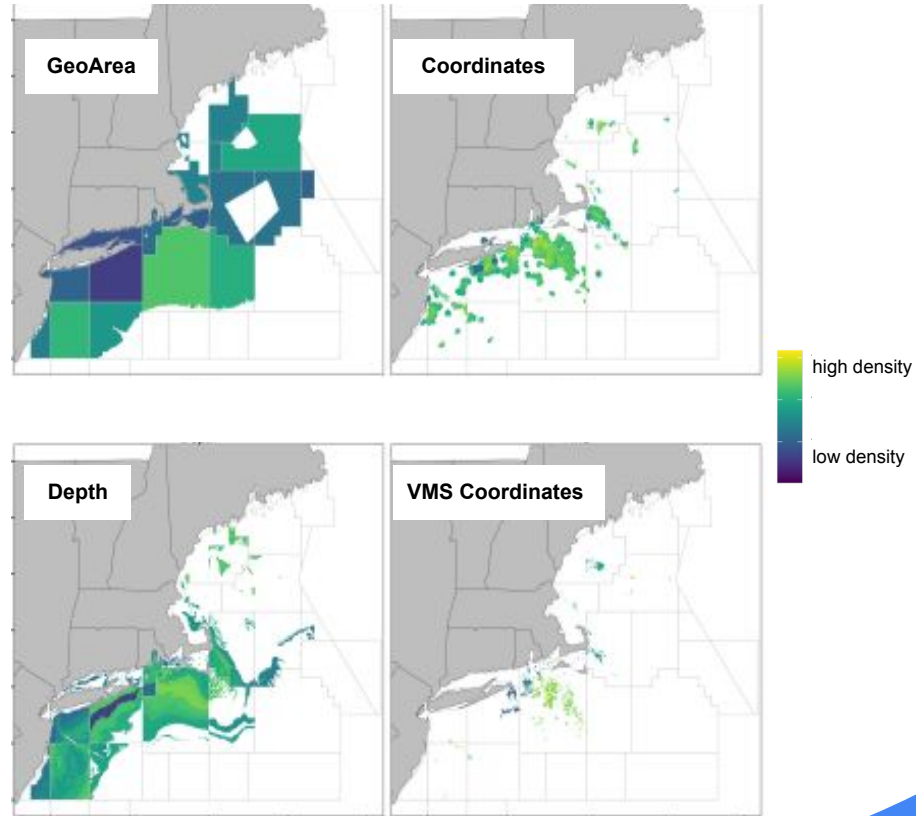 GeoArea
Coordinates
high density
low density
Depth
VMS Coordinates